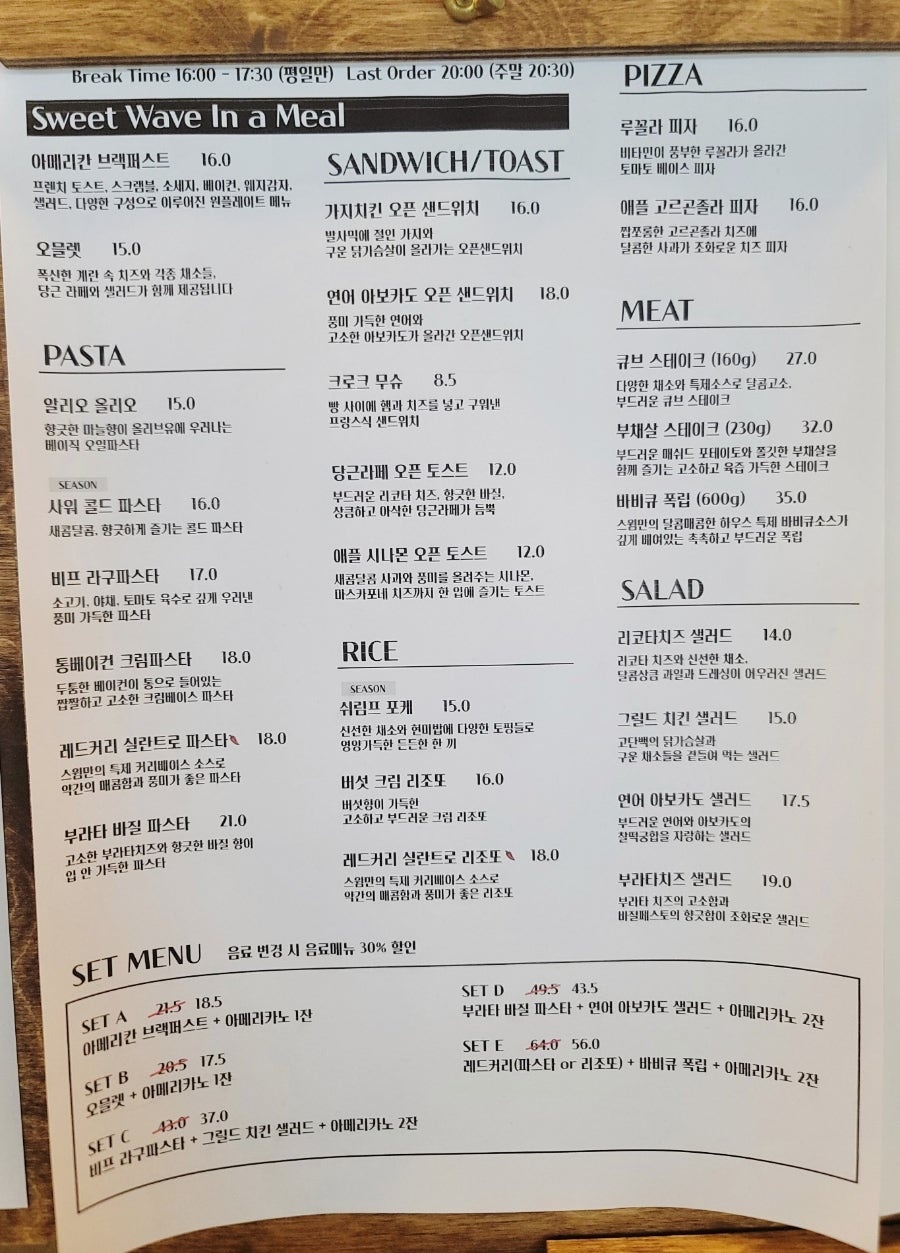 Break Time 16:00 - 17:30 (평일만) Last Order 20:00 (주말 20:30)
Sweet Wave In a Meal
아메리칸 브랙퍼스트 16.0
프렌치 토스트, 스크램블, 소세지, 베이컨, 웨지감자,
샐러드, 다양한 구성으로 이루어진 원플레이트 메뉴
오믈렛 15.0
폭신한 계란 속 치즈와 각종 채소들,
당근 라페와 샐러드가 함께 제공됩니다
PASTA
알리오 올리오 15.0
향긋한 마늘향이 올리브유에 우러나는
베이직 오일파스타
SEASON
사워 콜드 파스타 16.0
새콤달콤, 향긋하게 즐기는 콜드 파스타
비프 라구파스타 17.0
소고기, 야채, 토마토 육수로 깊게 우러낸
풍미 가득한 파스타
통베이컨 크림파스타 18.0
두툼한 베이컨이 통으로 들어있는
짭짤하고 고소한 크림베이스 파스타
레드커리 실란트로 파스타 18.0
스윔만의 특제 커리베이스 소스로
약간의 매콤함과 풍미가 좋은 파스타
부라타 바질 파스타 21.0
고소한 부라타치즈와 향긋한 바질 향이
입 안 가득한 파스타
SANDWICH/TOAST
가지치킨 오픈 샌드위치 16.0
발사믹에 절인 가지와
구운 닭가슴살이 올라가는 오픈샌드위치
연어 아보카도 오픈 샌드위치 18.0
풍미 가득한 연어와
고소한 아보카도가 올라간 오픈샌드위치
크로크 무슈 8.5
빵 사이에 햄과 치즈를 넣고 구워낸
프랑스식 샌드위치
당근라페 오픈 토스트 12.0
부드러운 리코타 치즈, 향긋한 바질,
상큼하고 아삭한 당근라페가 듬뿍
애플 시나몬 오픈 토스트 12.0
새콤달콤 사과와 풍미를 올려주는 시나몬,
마스카포네 치즈까지 한 입에 즐기는 토스트
RICE
SEASON
쉬림프 포케 15.0
신선한 채소와 현미밥에 다양한 토핑들로
영양가득한 든든한 한 끼
버섯 크림 리조또 16.0
버섯향이 가득한
고소하고 부드러운 크림 리조또
레드커리 실란트로 리조또 18.0
스윔만의 특제 커리베이스 소스로
약간의 매콤함과 풍미가 좋은 리조또
PIZZA
루꼴라 피자 16.0
비타민이 풍부한 루꼴라가 올라간
토마토 베이스 피자
애플 고르곤졸라 피자 16.0
짭쪼롬한 고르곤졸라 치즈에
달콤한 사과가 조화로운 치즈 피자
MEAT
큐브 스테이크 (160g) 27.0
다양한 채소와 특제소스로 달콤고소,
부드러운 큐브 스테이크
부채살 스테이크 (230g) 32.0
부드러운 매쉬드 포테이토와 쫄깃한 부채살을
함께 즐기는 고소하고 육즙 가득한 스테이크
바비큐 폭립 (600g) 35.0
스윔만의 달콤매콤한 하우스 특제 바비큐소스가
깊게 베여있는 촉촉하고 부드러운 폭립
SALAD
리코타치즈 샐러드 14.0
리코타 치즈와 신선한 채소,
달콤상큼 과일과 드레싱이 어우러진 샐러드
그릴드 치킨 샐러드 15.0
고단백의 닭가슴살과
구운 채소들을 곁들여 먹는 샐러드
연어 아보카도 샐러드 17.5
부드러운 연어와 아보카도의
찰떡궁합을 자랑하는 샐러드
부라타치즈 샐러드 19.0
부라타 치즈의 고소함과
바질페스토의 향긋함이 조화로운 샐러드
SET MENU 음료 변경 시 음료메뉴 30% 할인
SET A 21.5 18.5
아메리칸 브랙퍼스트 + 아메리카노 1잔
SET B 20.5 17.5
오믈렛 + 아메리카노 1잔
SET C 43.0 37.0
비프 라구파스타 + 그릴드 치킨 샐러드 + 아메리카노 2잔
SET D 49.5 43.5
부라타 바질 파스타 + 연어 아보카도 샐러드 + 아메리카노 2잔
SET E 64.0 56.0
레드커리(파스타 or 리조또) + 바비큐 폭립 + 아메리카노 2잔